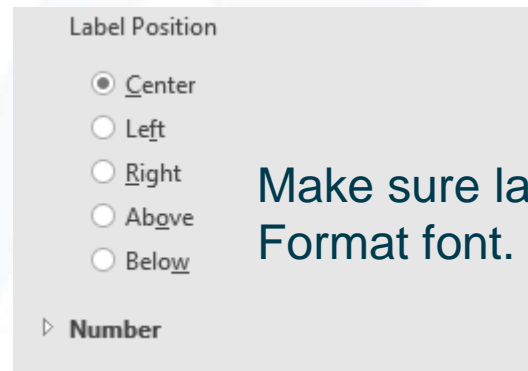 Label Position
Center
Left
Right
Above
Below
Make sure la
Format font.
Number